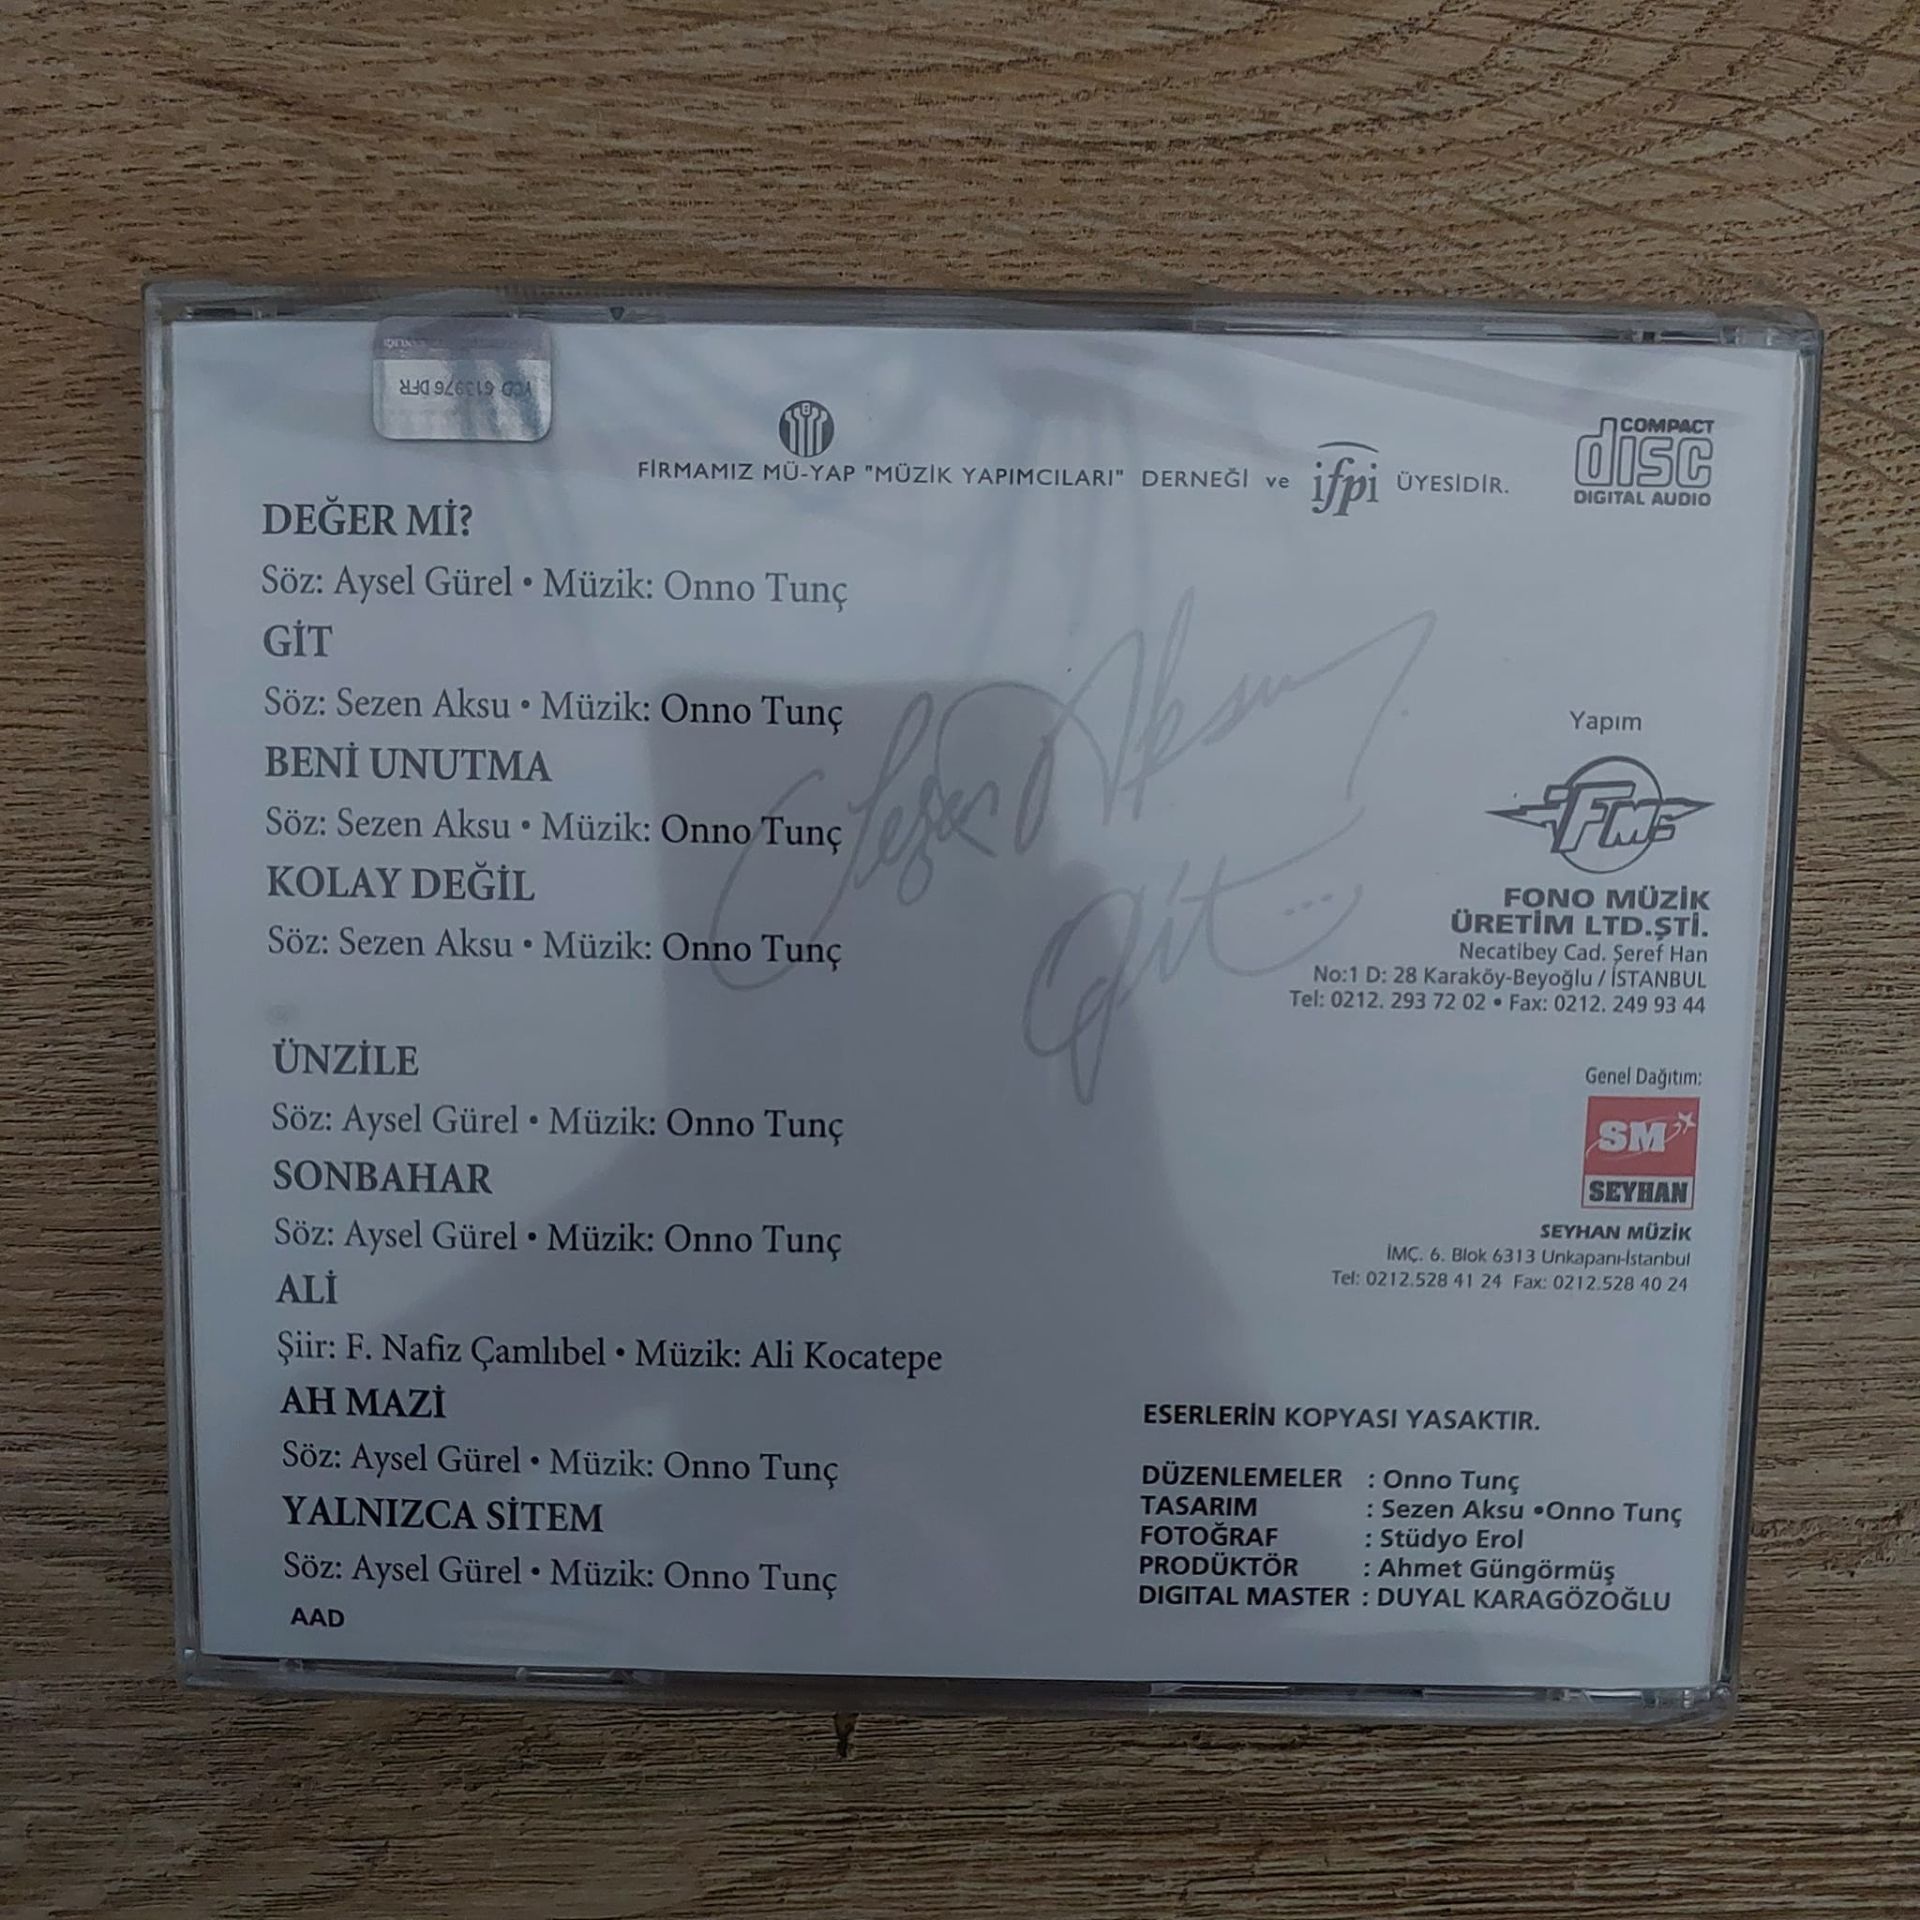 YCD 613976 DFR
FİRMAMIZ MÜ-YAP "MÜZİK YAPIMCILARI" DERNEĞİ ve ifpi ÜYESİDİR.
COMPACT
disc
DIGITAL AUDIO
DEĞER Mİ?
Söz: Aysel Gürel • Müzik: Onno Tunç
GİT
Söz: Sezen Aksu • Müzik: Onno Tunç
BENİ UNUTMA
Söz: Sezen Aksu • Müzik: Onno Tunç
KOLAY DEĞİL
Söz: Sezen Aksu • Müzik: Onno Tunç
ÜNZİLE
Söz: Aysel Gürel • Müzik: Onno Tunç
SONBAHAR
Söz: Aysel Gürel • Müzik: Onno Tunç
ALİ
Şiir: F. Nafiz Çamlıbel • Müzik: Ali Kocatepe
AH MAZİ
Söz: Aysel Gürel • Müzik: Onno Tunç
YALNIZCA SİTEM
Söz: Aysel Gürel • Müzik: Onno Tunç
AAD
Sezen Aksu
Git...
Yapım
FMC
FONO MÜZİK
ÜRETİM LTD.ŞTİ.
Necatibey Cad. Şeref Han
No:1 D: 28 Karaköy-Beyoğlu / İSTANBUL
Tel: 0212. 293 72 02 • Fax: 0212. 249 93 44
Genel Dağıtım:
SM
SEYHAN
SEYHAN MÜZİK
İMÇ. 6. Blok 6313 Unkapanı-İstanbul
Tel: 0212.528 41 24 Fax: 0212.528 40 24
ESERLERİN KOPYASI YASAKTIR.
DÜZENLEMELER : Onno Tunç
TASARIM : Sezen Aksu •Onno Tunç
FOTOĞRAF : Stüdyo Erol
PRODÜKTÖR : Ahmet Güngörmüş
DIGITAL MASTER : DUYAL KARAGÖZOĞLU